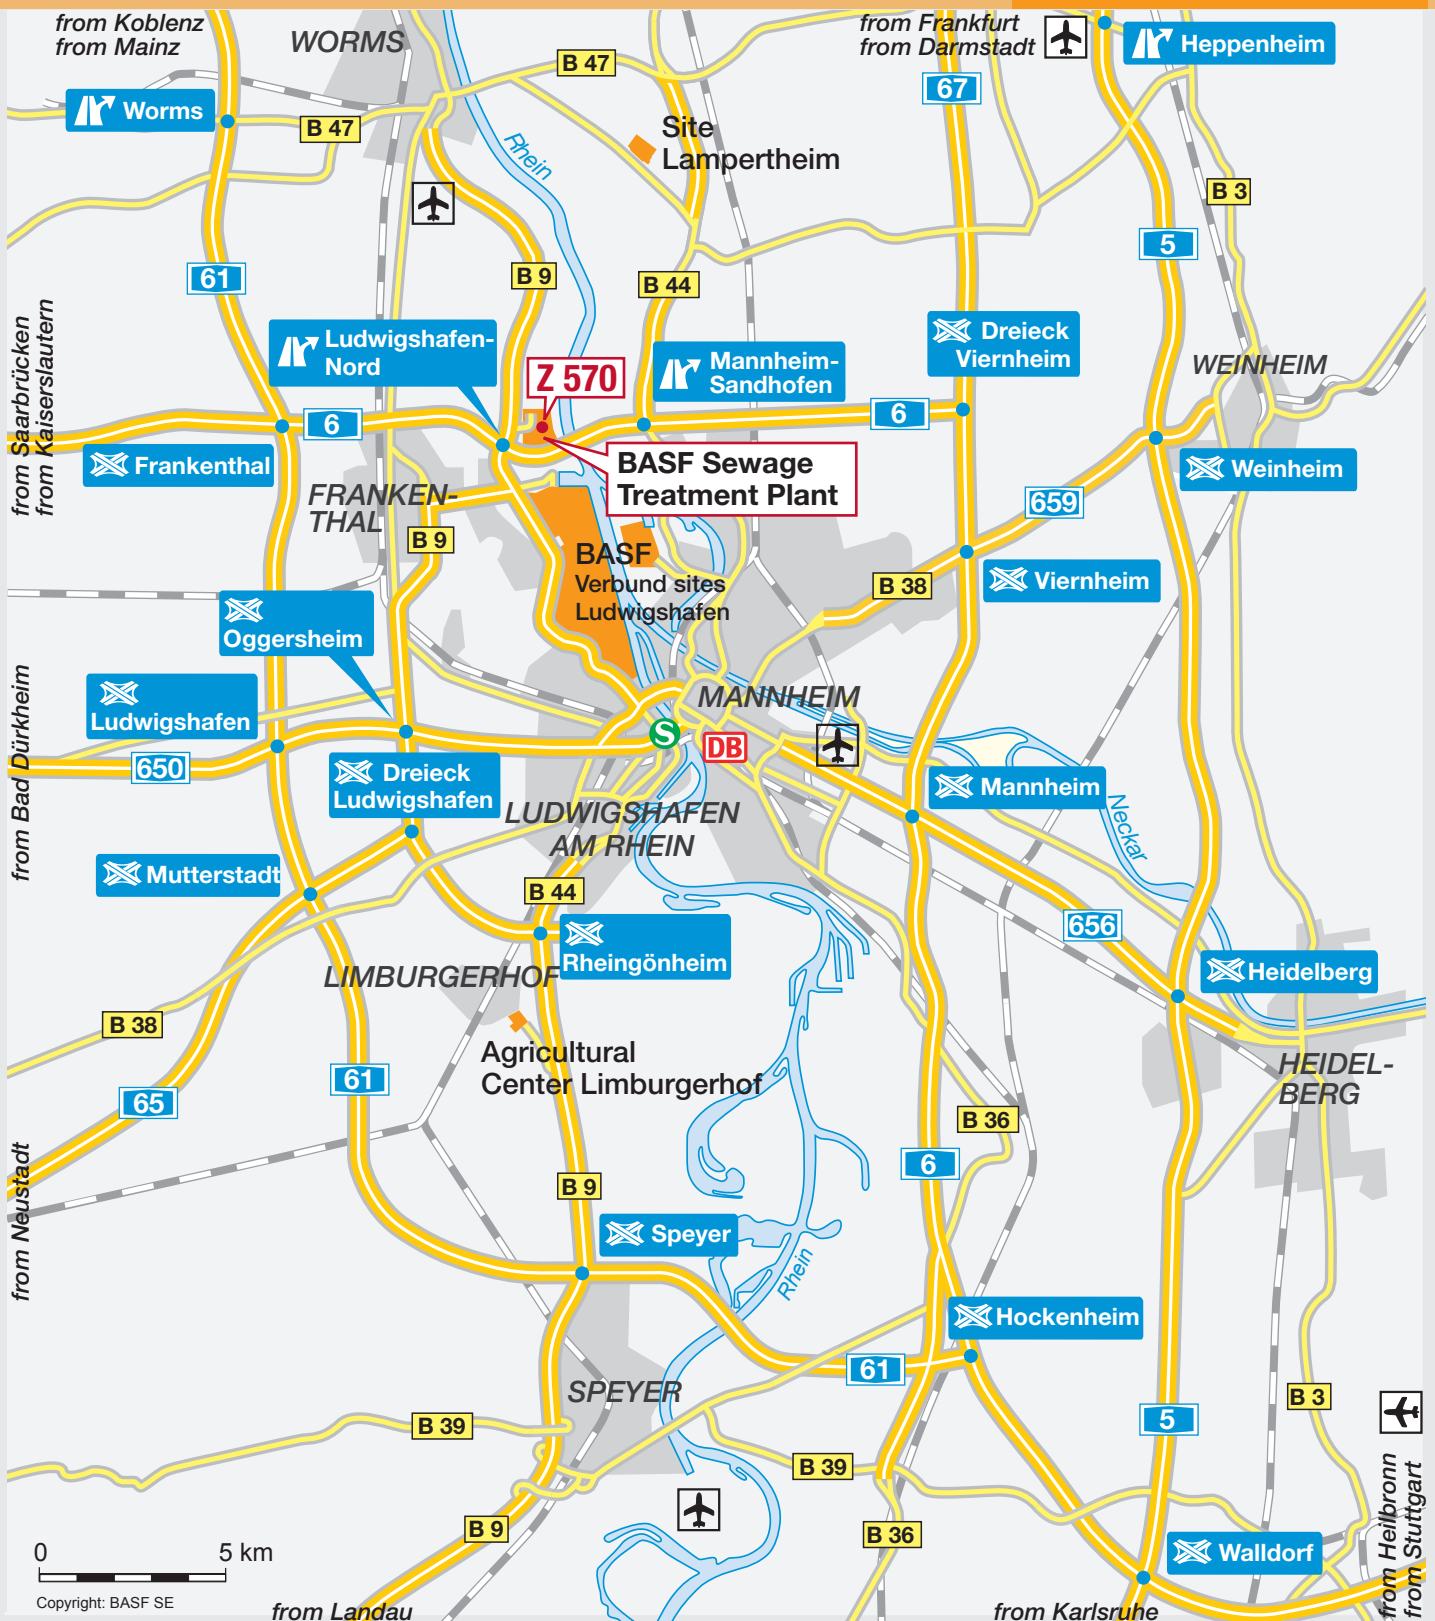 from Koblenz
from Mainz
WORMS
B 47
from Frankfurt
from Darmstadt
Heppenheim
67
Worms
B 47
Site
Lampertheim
Rhein
B 3
5
61
B 9
B 44
from Saarbrücken
from Kaiserslautern
Ludwigshafen-
Nord
Z 570
Mannheim-
Sandhofen
Dreieck
Viernheim
WEINHEIM
6
6
Frankenthal
BASF Sewage
Treatment Plant
Weinheim
FRANKEN-
THAL
659
B 9
BASF
Verbund sites
Ludwigshafen
B 38
Viernheim
Oggersheim
from Bad Dürkheim
Ludwigshafen
MANNHEIM
S
DB
650
Dreieck
Ludwigshafen
Mannheim
LUDWIGSHAFEN
AM RHEIN
Neckar
Mutterstadt
B 44
656
Rheingönheim
LIMBURGERHOF
Heidelberg
B 38
Agricultural
Center Limburgerhof
HEIDEL-
BERG
61
65
B 36
6
from Neustadt
B 9
Speyer
Rhein
Hockenheim
61
SPEYER
B 3
5
B 39
B 39
from Heilbronn
from Stuttgart
B 9
B 36
Walldorf
0 5 km
Copyright: BASF SE
from Landau
from Karlsruhe